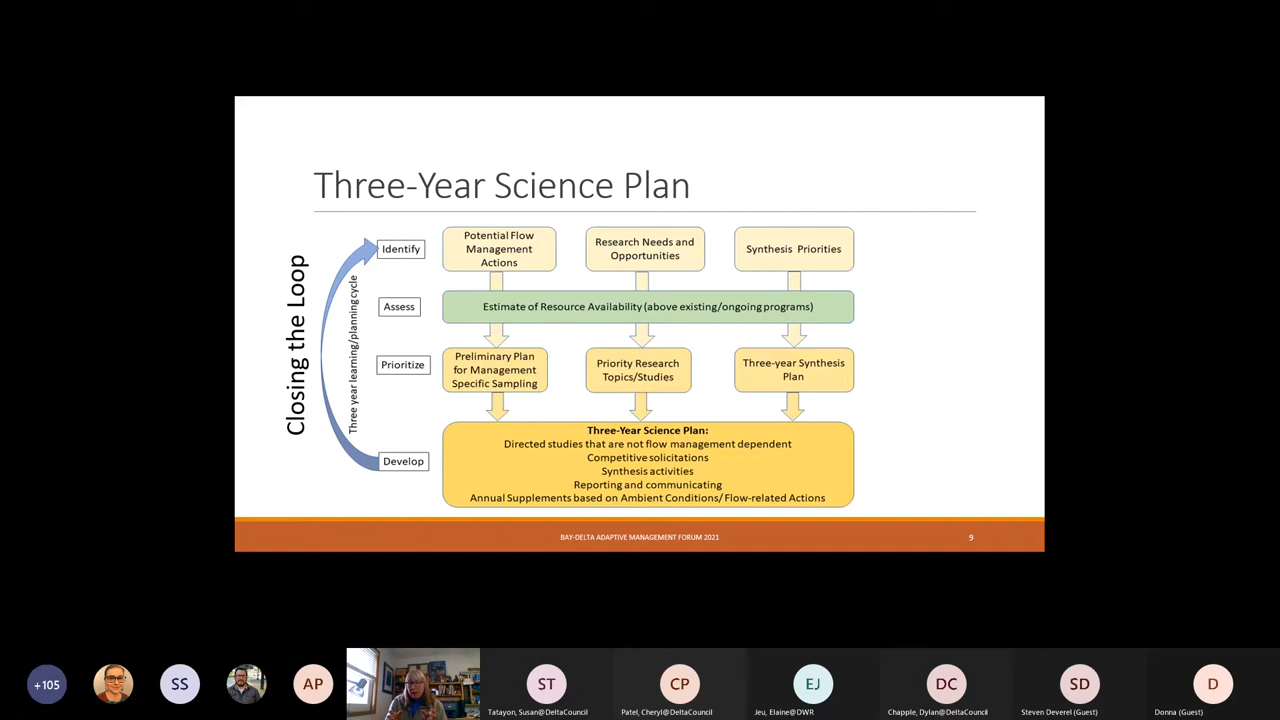 Three-Year Science Plan
Closing the Loop
Three year learning/planning cycle
Identify
Potential Flow
Management
Actions
Research Needs and
Opportunities
Synthesis Priorities
Assess
Estimate of Resource Availability (above existing/ongoing programs)
Prioritize
Preliminary Plan
for Management
Specific Sampling
Priority Research
Topics/Studies
Three-year Synthesis
Plan
Develop
Three-Year Science Plan:
Directed studies that are not flow management dependent
Competitive solicitations
Synthesis activities
Reporting and communicating
Annual Supplements based on Ambient Conditions/ Flow-related Actions
BAY-DELTA ADAPTIVE MANAGEMENT FORUM 2021
9
+105
SS
AP
ST
Tatayon, Susan@DeltaCouncil
CP
Patel, Cheryl@DeltaCouncil
EJ
Jeu, Elaine@DWR
DC
Chapple, Dylan@DeltaCouncil
SD
Steven Deverel (Guest)
D
Donna (Guest)